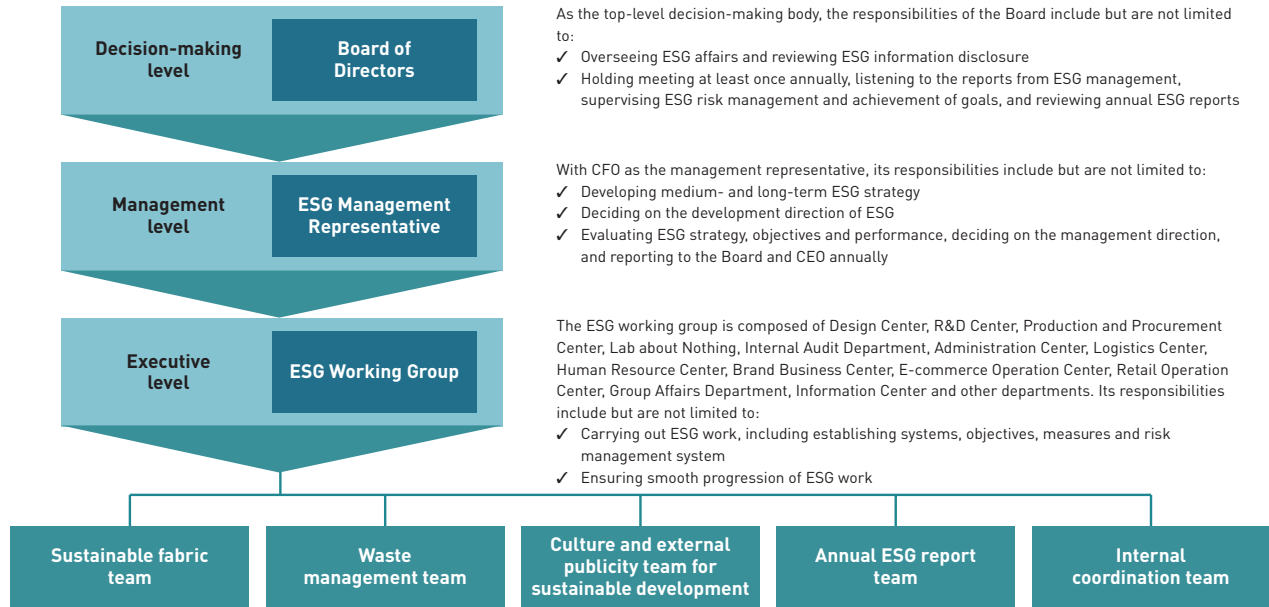 Decision-making
level
Board of
Directors
As the top-level decision-making body, the responsibilities of the Board include but are not limited
to:
✓ Overseeing ESG affairs and reviewing ESG information disclosure
✓ Holding meeting at least once annually, listening to the reports from ESG management,
supervising ESG risk management and achievement of goals, and reviewing annual ESG reports
Management
level
ESG Management
Representative
With CFO as the management representative, its responsibilities include but are not limited to:
✓ Developing medium- and long-term ESG strategy
✓ Deciding on the development direction of ESG
✓ Evaluating ESG strategy, objectives and performance, deciding on the management direction,
and reporting to the Board and CEO annually
Executive
level
ESG Working Group
The ESG working group is composed of Design Center, R&D Center, Production and Procurement
Center, Lab about Nothing, Internal Audit Department, Administration Center, Logistics Center,
Human Resource Center, Brand Business Center, E-commerce Operation Center, Retail Operation
Center, Group Affairs Department, Information Center and other departments. Its responsibilities
include but are not limited to:
✓ Carrying out ESG work, including establishing systems, objectives, measures and risk
management system
✓ Ensuring smooth progression of ESG work
Sustainable fabric
team
Waste
management team
Culture and external
publicity team for
sustainable development
Annual ESG report
team
Internal
coordination team